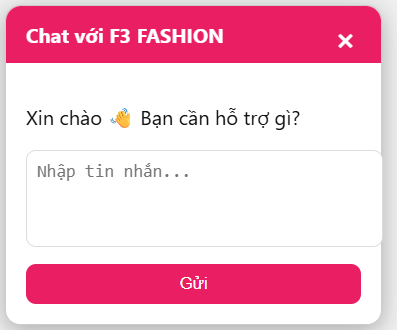 Chat với F3 FASHION
×
Xin chào 👋 Bạn cần hỗ trợ gì?
Nhập tin nhắn...
Gửi